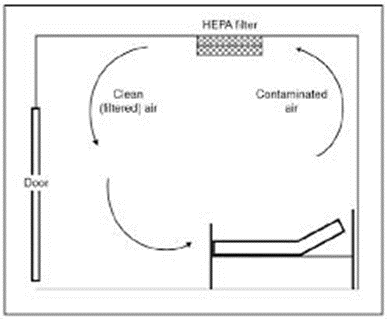 HEPA filter
Clean
(filtered) air
Contaminated
air
Door